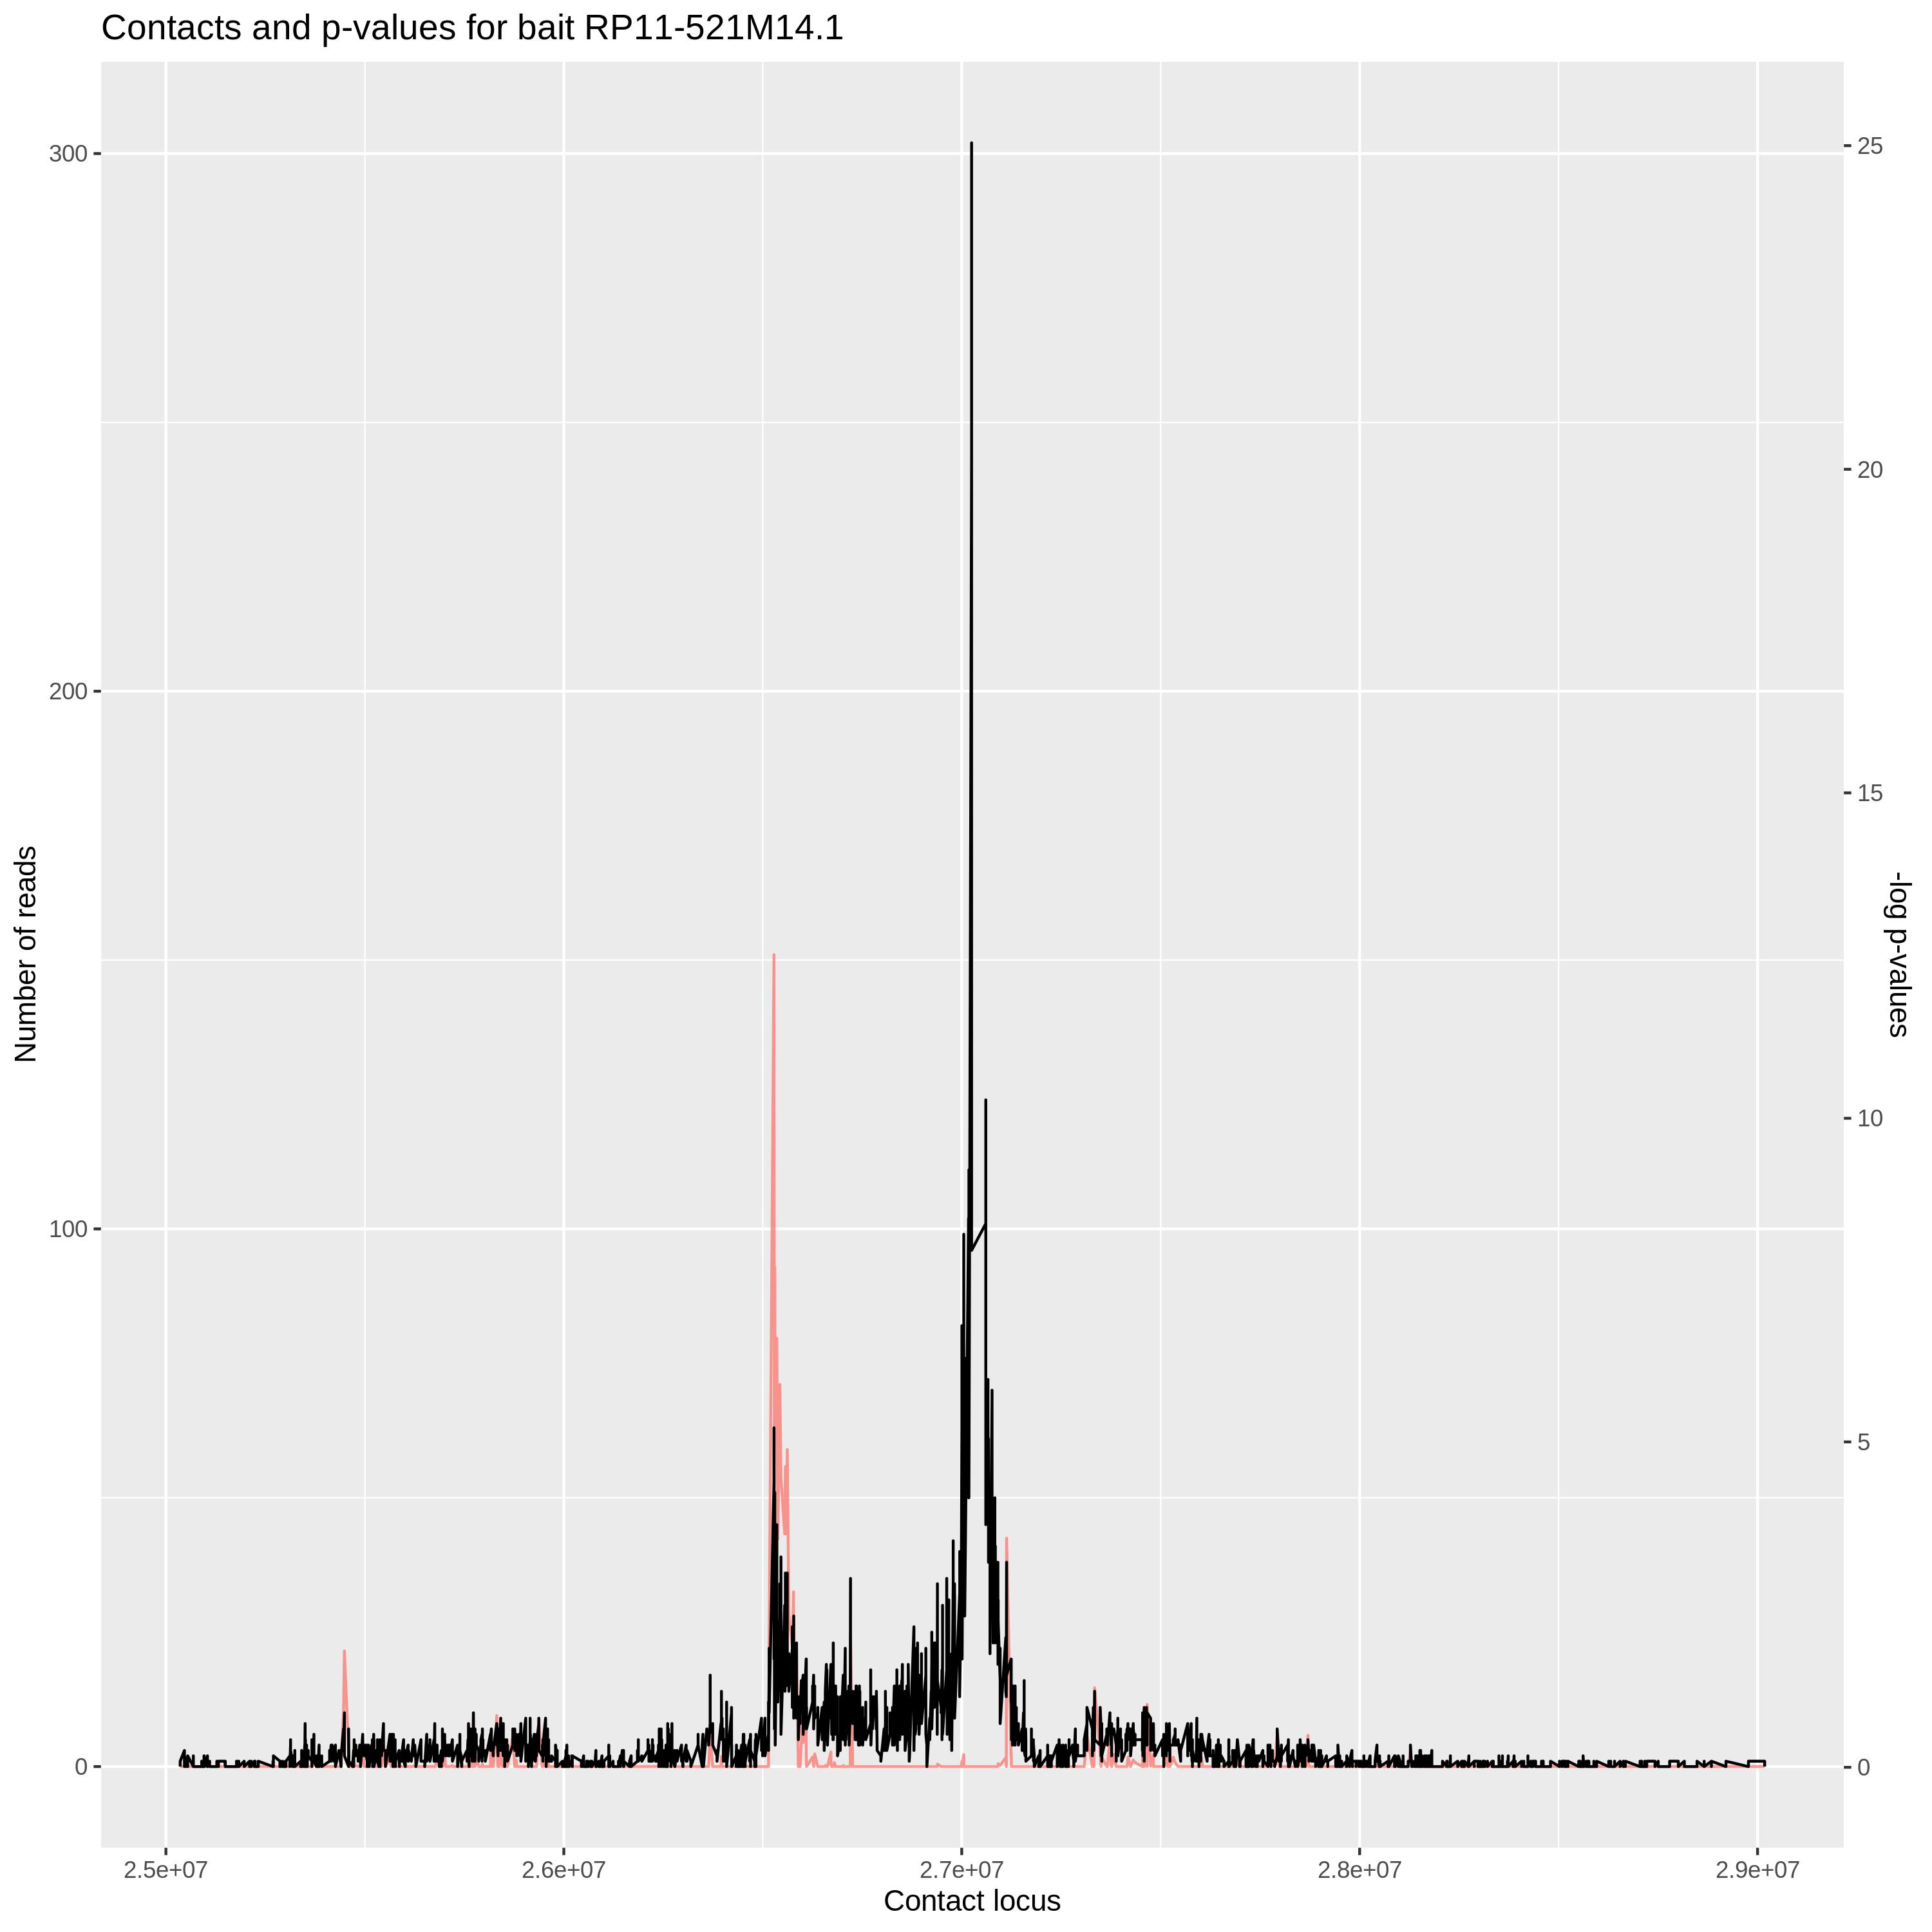 Contacts and p-values for bait RP11-521M14.1
300
200
100
0
Number of reads
25
20
15
10
5
0
-log p-values
2.5e+07
2.6e+07
2.7e+07
2.8e+07
2.9e+07
Contact locus